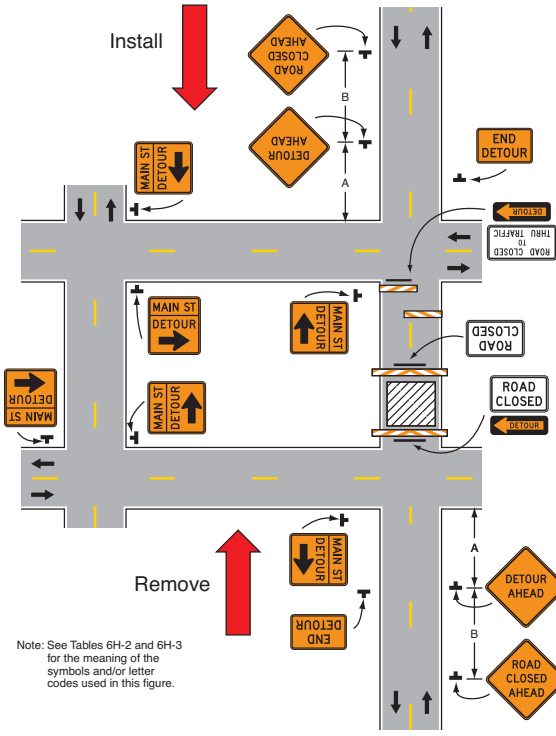 Install
ROAD
CLOSED
AHEAD
B
DETOUR
AHEAD
A
END
DETOUR
MAIN ST
DETOUR
DETOUR
ROAD CLOSED
TO
THRU TRAFFIC
MAIN ST
DETOUR
MAIN ST
DETOUR
ROAD
CLOSED
MAIN ST
DETOUR
MAIN ST
DETOUR
ROAD
CLOSED
DETOUR
MAIN ST
DETOUR
A
Remove
DETOUR
AHEAD
END
DETOUR
B
ROAD
CLOSED
AHEAD
Note: See Tables 6H-2 and 6H-3
for the meaning of the
symbols and/or letter
codes used in this figure.